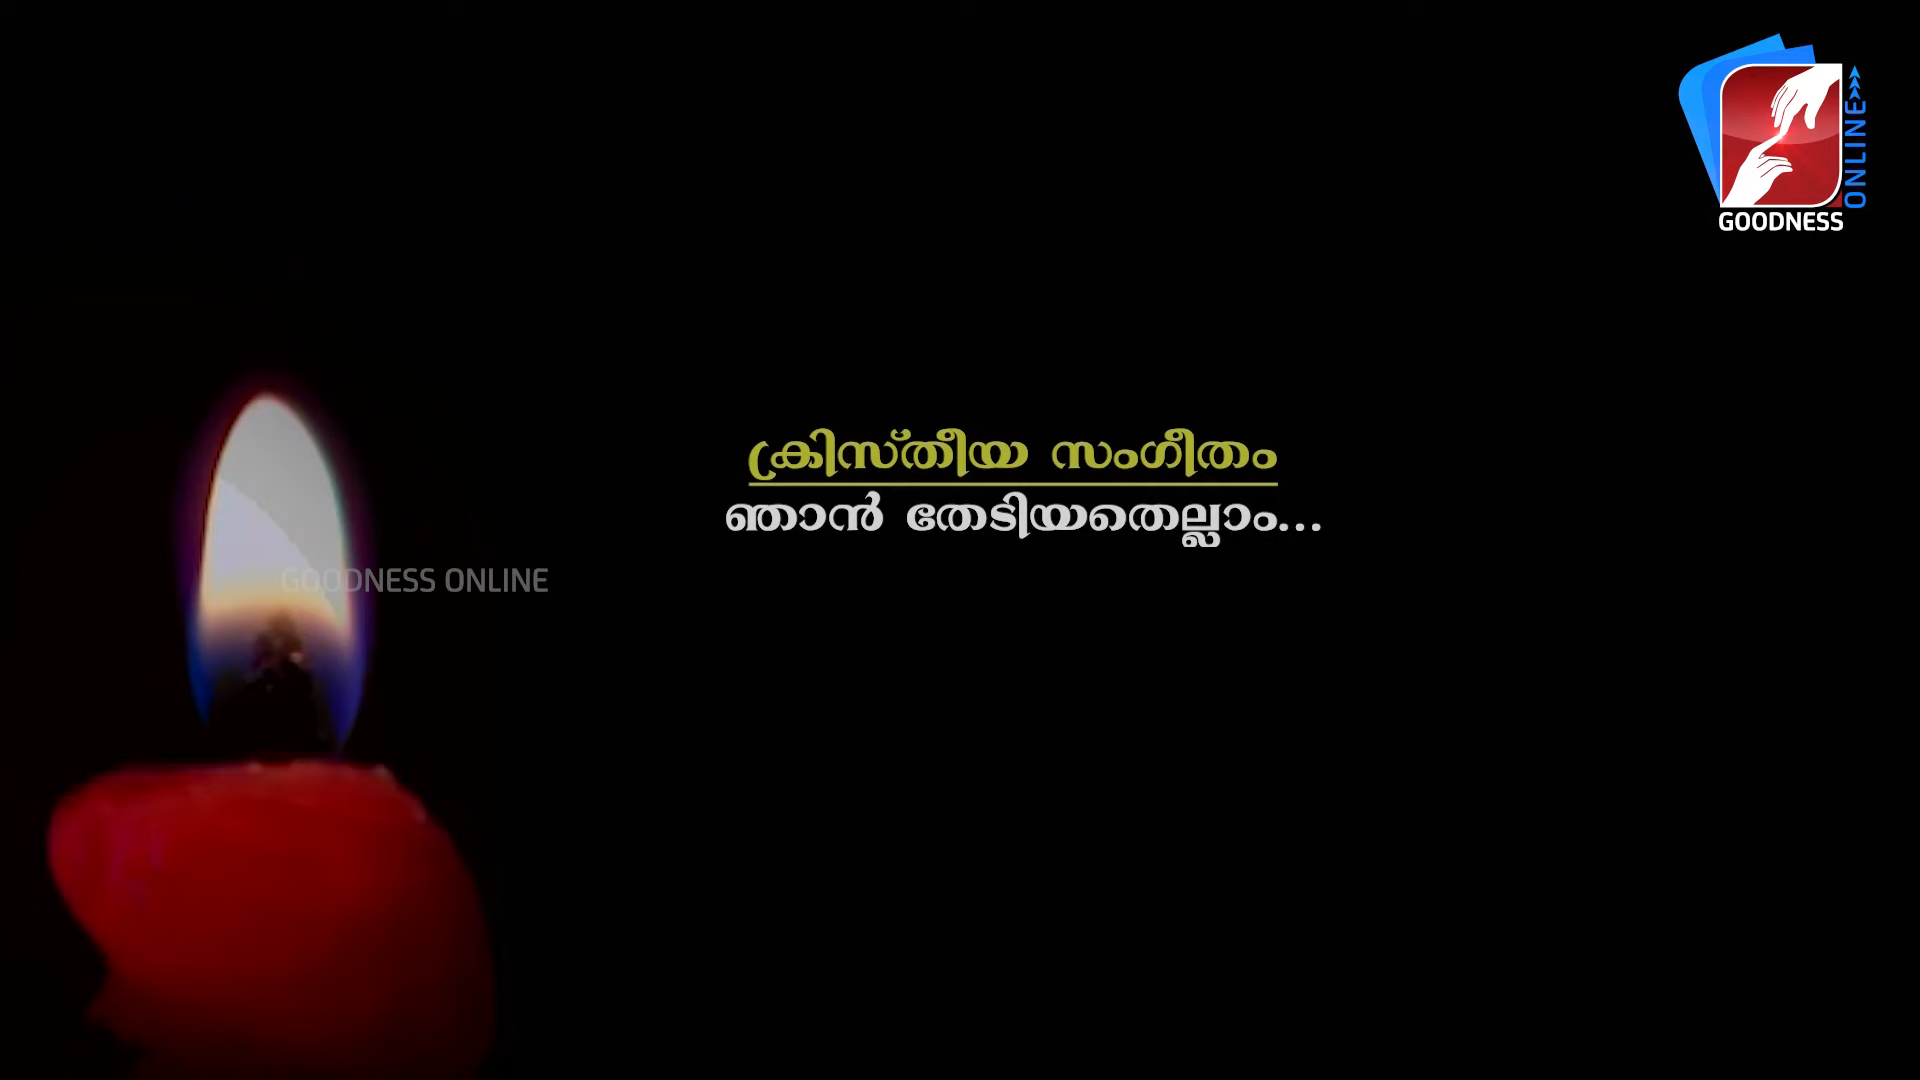 ONLINE
GOODNESS
ക്രിസ്തീയ സംഗീതം
ഞാൻ തേടിയതെല്ലാം...
GOODNESS ONLINE